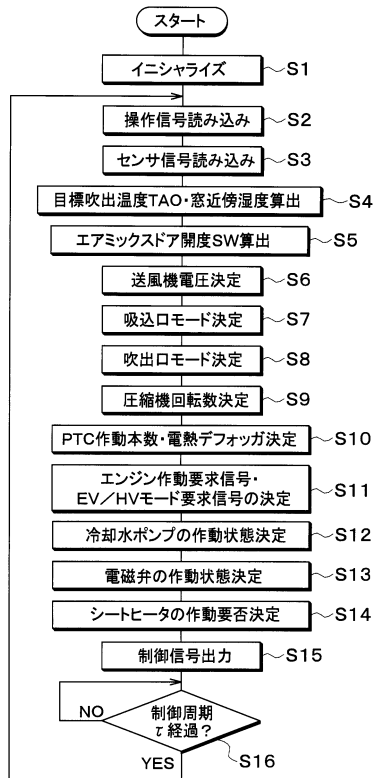 スタート
イニシャライズ
S1
操作信号読み込み
S2
センサ信号読み込み
S3
目標吹出温度TAO・窓近傍湿度算出
S4
エアミックスドア開度SW算出
S5
送風機電圧決定
S6
吸込口モード決定
S7
吹出口モード決定
S8
圧縮機回転数決定
S9
PTC作動本数・電熱デフォッガ決定
S10
エンジン作動要求信号・
EV/HVモード要求信号の決定
S11
冷却水ポンプの作動状態決定
S12
電磁弁の作動状態決定
S13
シートヒータの作動要否決定
S14
制御信号出力
S15
NO
制御周期
τ経過？
S16
YES